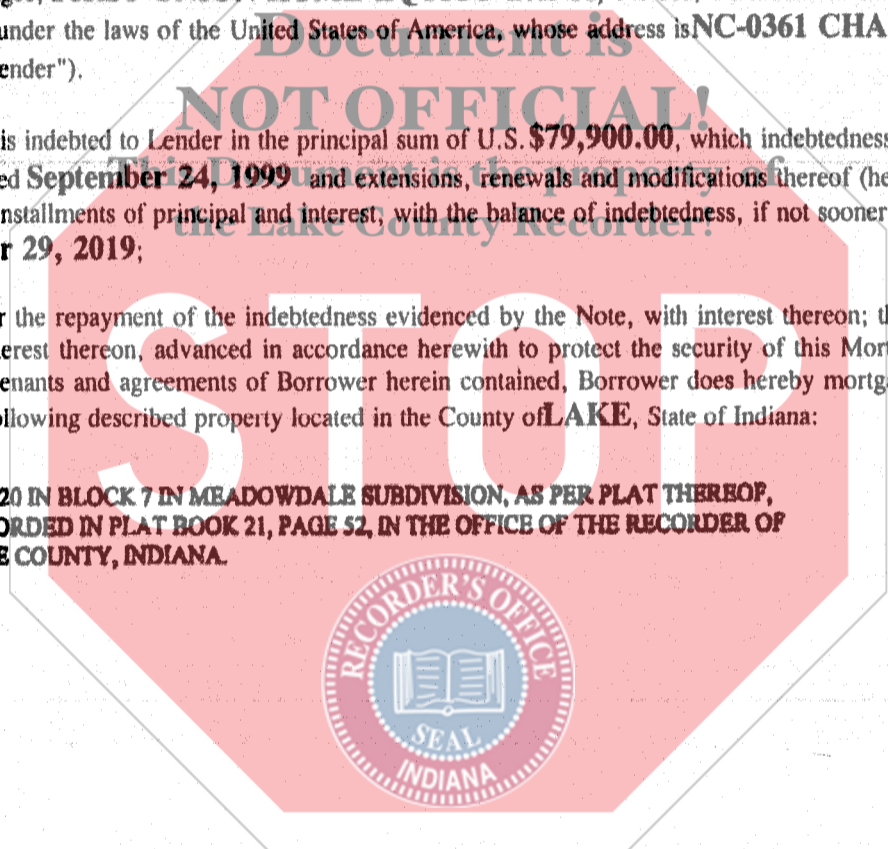 under the laws of the United States of America, whose address isNC-0361 CHA
ender").
Document is
NOT OFFICIAL!
is indebted to Lender in the principal sum of U.S. $79,900.00, which indebtedness
ed September 24, 1999 and extensions, renewals and modifications thereof (he
This Document is the property of
nstallments of principal and interest, with the balance of indebtedness, if not sooner
the Lake County Recorder!
r 29, 2019;
r the repayment of the indebtedness evidenced by the Note, with interest thereon; th
erest thereon, advanced in accordance herewith to protect the security of this Mort
enants and agreements of Borrower herein contained, Borrower does hereby mortga
ollowing described property located in the County ofLAKE, State of Indiana:
STOP
20 IN BLOCK 7 IN MEADOWDALE SUBDIVISION, AS PER PLAT THEREOF,
ORDED IN PLAT BOOK 21, PAGE 52, IN THE OFFICE OF THE RECORDER OF
E COUNTY, INDIANA.
RECORDER'S OFFICE
SEAL
INDIANA